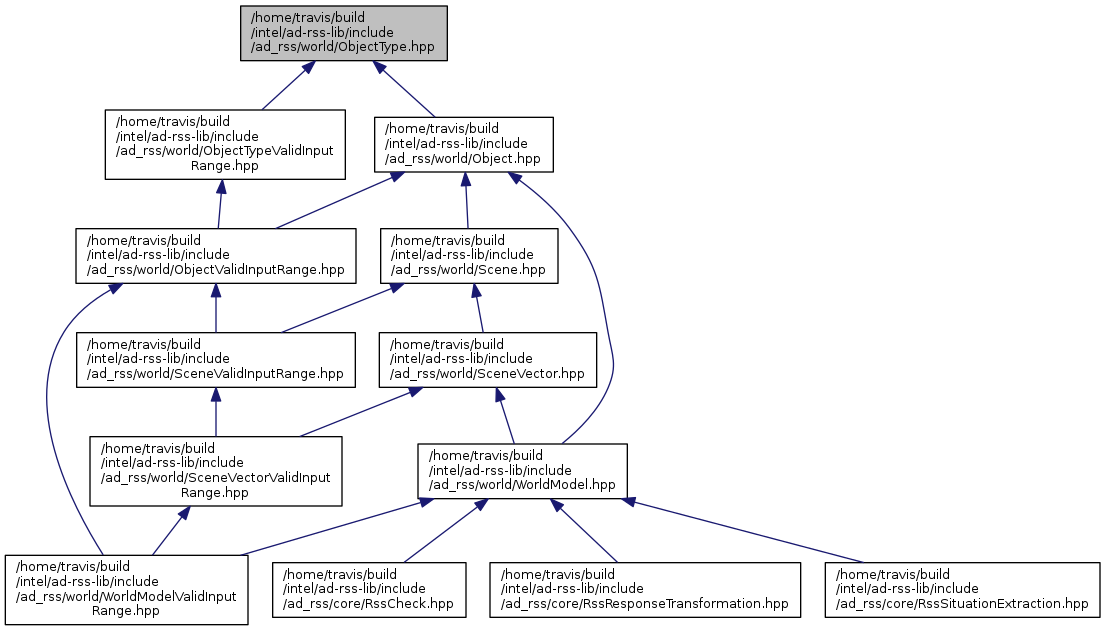 /home/travis/build
/intel/ad-rss-lib/include
/ad_rss/world/ObjectType.hpp
/home/travis/build
/intel/ad-rss-lib/include
/ad_rss/world/ObjectTypeValidInput
Range.hpp
/home/travis/build
/intel/ad-rss-lib/include
/ad_rss/world/Object.hpp
/home/travis/build
/intel/ad-rss-lib/include
/ad_rss/world/ObjectValidInputRange.hpp
/home/travis/build
/intel/ad-rss-lib/include
/ad_rss/world/Scene.hpp
/home/travis/build
/intel/ad-rss-lib/include
/ad_rss/world/SceneValidInputRange.hpp
/home/travis/build
/intel/ad-rss-lib/include
/ad_rss/world/SceneVector.hpp
/home/travis/build
/intel/ad-rss-lib/include
/ad_rss/world/SceneVectorValidInput
Range.hpp
/home/travis/build
/intel/ad-rss-lib/include
/ad_rss/world/WorldModel.hpp
/home/travis/build
/intel/ad-rss-lib/include
/ad_rss/world/WorldModelValidInput
Range.hpp
/home/travis/build
/intel/ad-rss-lib/include
/ad_rss/core/RssCheck.hpp
/home/travis/build
/intel/ad-rss-lib/include
/ad_rss/core/RssResponseTransformation.hpp
/home/travis/build
/intel/ad-rss-lib/include
/ad_rss/core/RssSituationExtraction.hpp